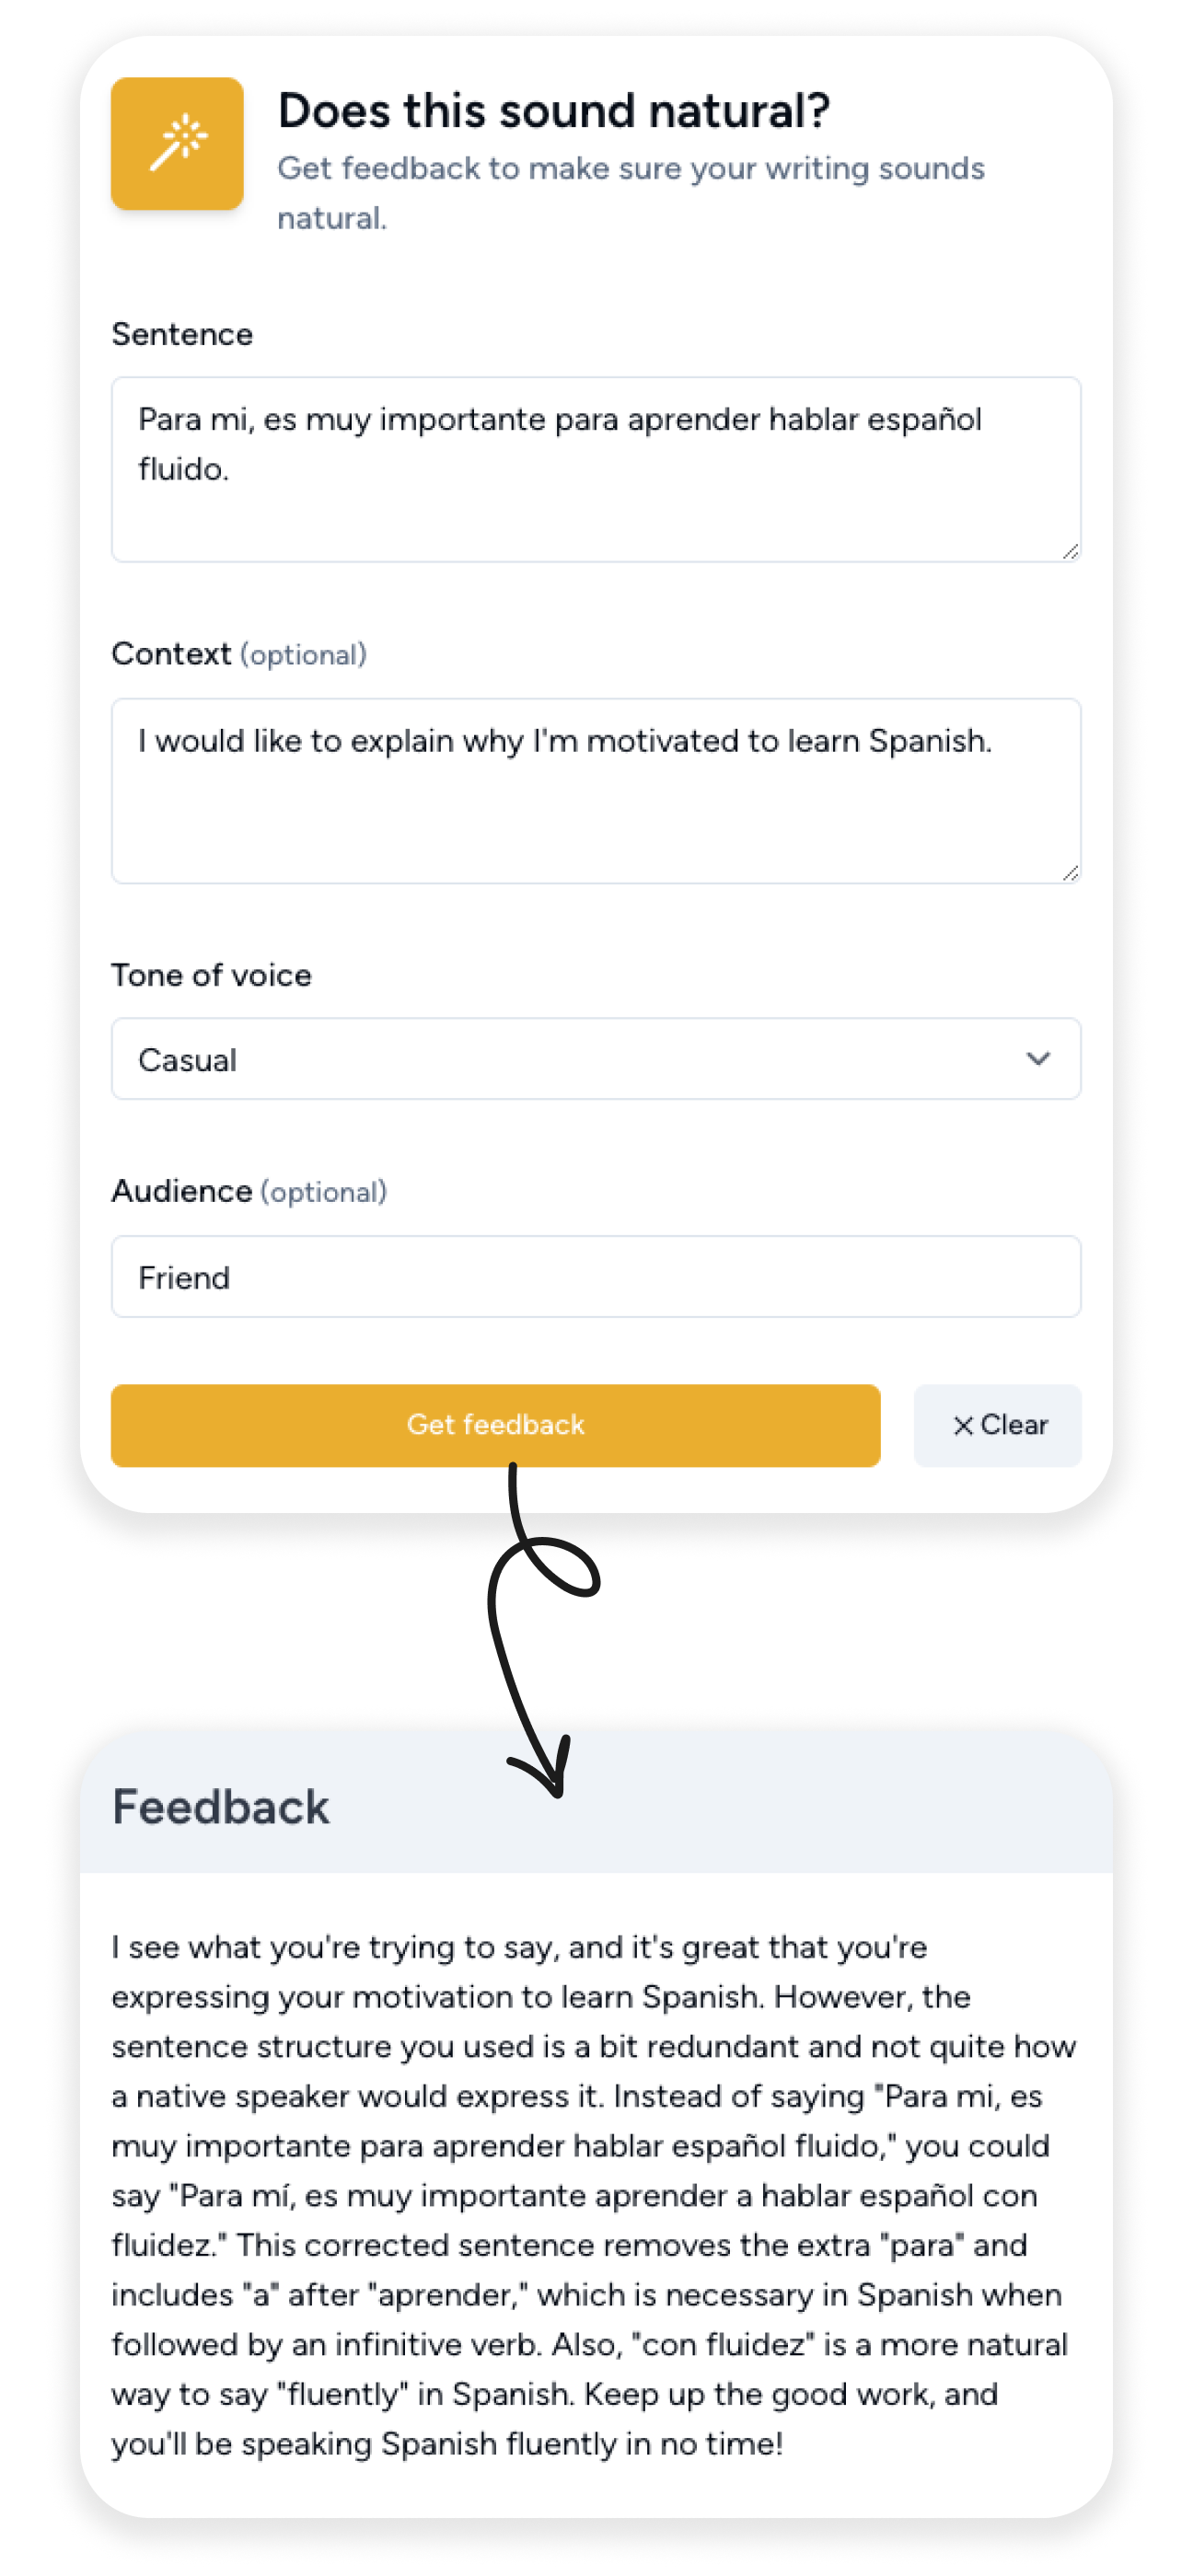 Does this sound natural?
Get feedback to make sure your writing sounds
natural.
Sentence
Para mi, es muy importante para aprender hablar español
fluido.
Context (optional)
I would like to explain why I'm motivated to learn Spanish.
Tone of voice
Casual
Audience (optional)
Friend
Get feedback
Clear
Feedback
I see what you're trying to say, and it's great that you're
expressing your motivation to learn Spanish. However, the
sentence structure you used is a bit redundant and not quite how
a native speaker would express it. Instead of saying "Para mi, es
muy importante para aprender hablar español fluido," you could
say "Para mí, es muy importante aprender a hablar español con
fluidez." This corrected sentence removes the extra "para" and
includes "a" after "aprender," which is necessary in Spanish when
followed by an infinitive verb. Also, "con fluidez" is a more natural
way to say "fluently" in Spanish. Keep up the good work, and
you'll be speaking Spanish fluently in no time!